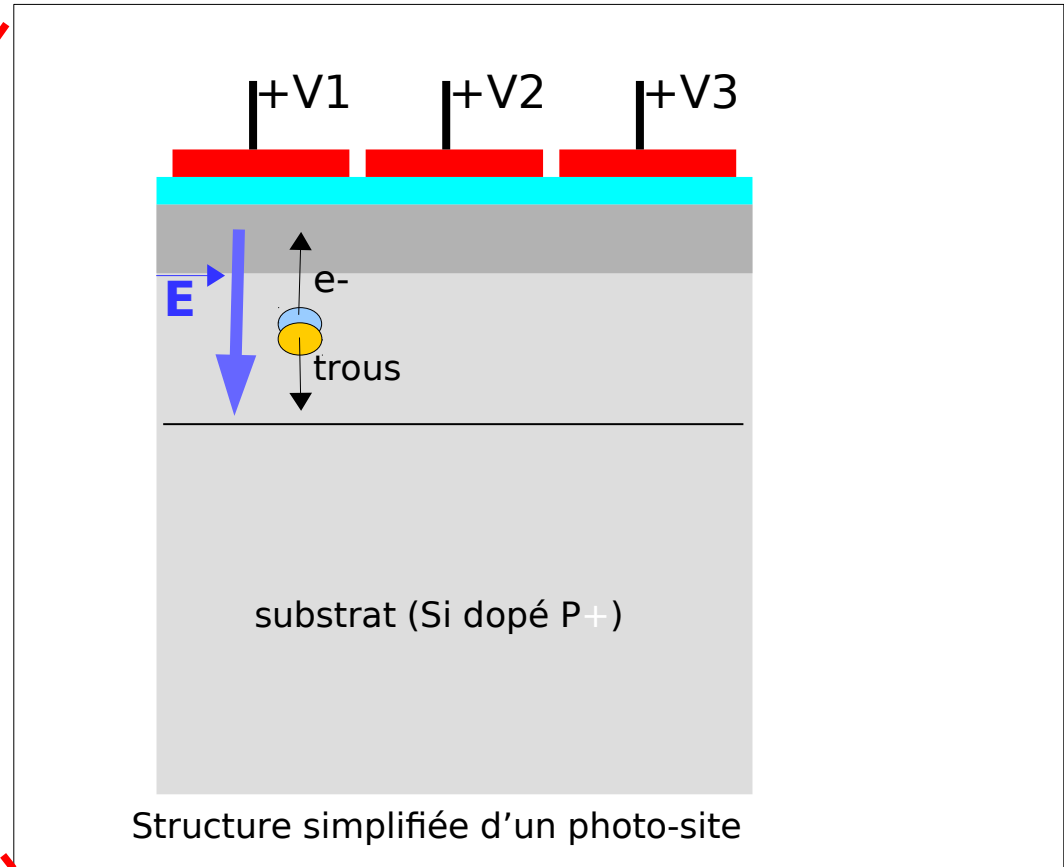 +V1 +V2 +V3
e-
E
trous
substrat (Si dopé P+)
Structure simplifiée d’un photo-site